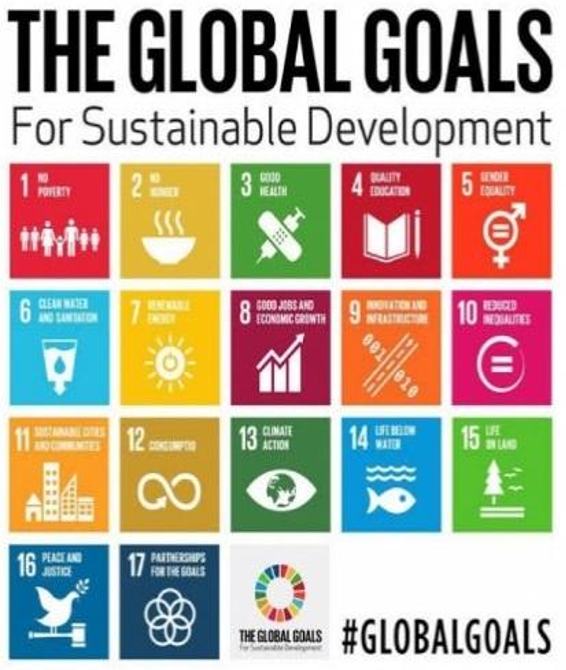 THE GLOBAL GOALS
For Sustainable Development
1 NO
POVERTY
2 NO
HUNGER
3 GOOD
HEALTH
4 QUALITY
EDUCATION
5 GENDER
EQUALITY
6 CLEAN WATER
AND SANITATION
7 RENEWABLE
ENERGY
8 GOOD JOBS AND
ECONOMIC GROWTH
9 INNOVATION AND
INFRASTRUCTURE
10 REDUCED
INEQUALITIES
11 SUSTAINABLE CITIES
AND COMMUNITIES
12 CONSUMPTIO
13 CLIMATE
ACTION
14 LIFE BELOW
WATER
15 LIFE
ON LAND
16 PEACE AND
JUSTICE
17 PARTNERSHIPS
FOR THE GOALS
THE GLOBAL GOALS
For Sustainable Development
#GLOBALGOALS